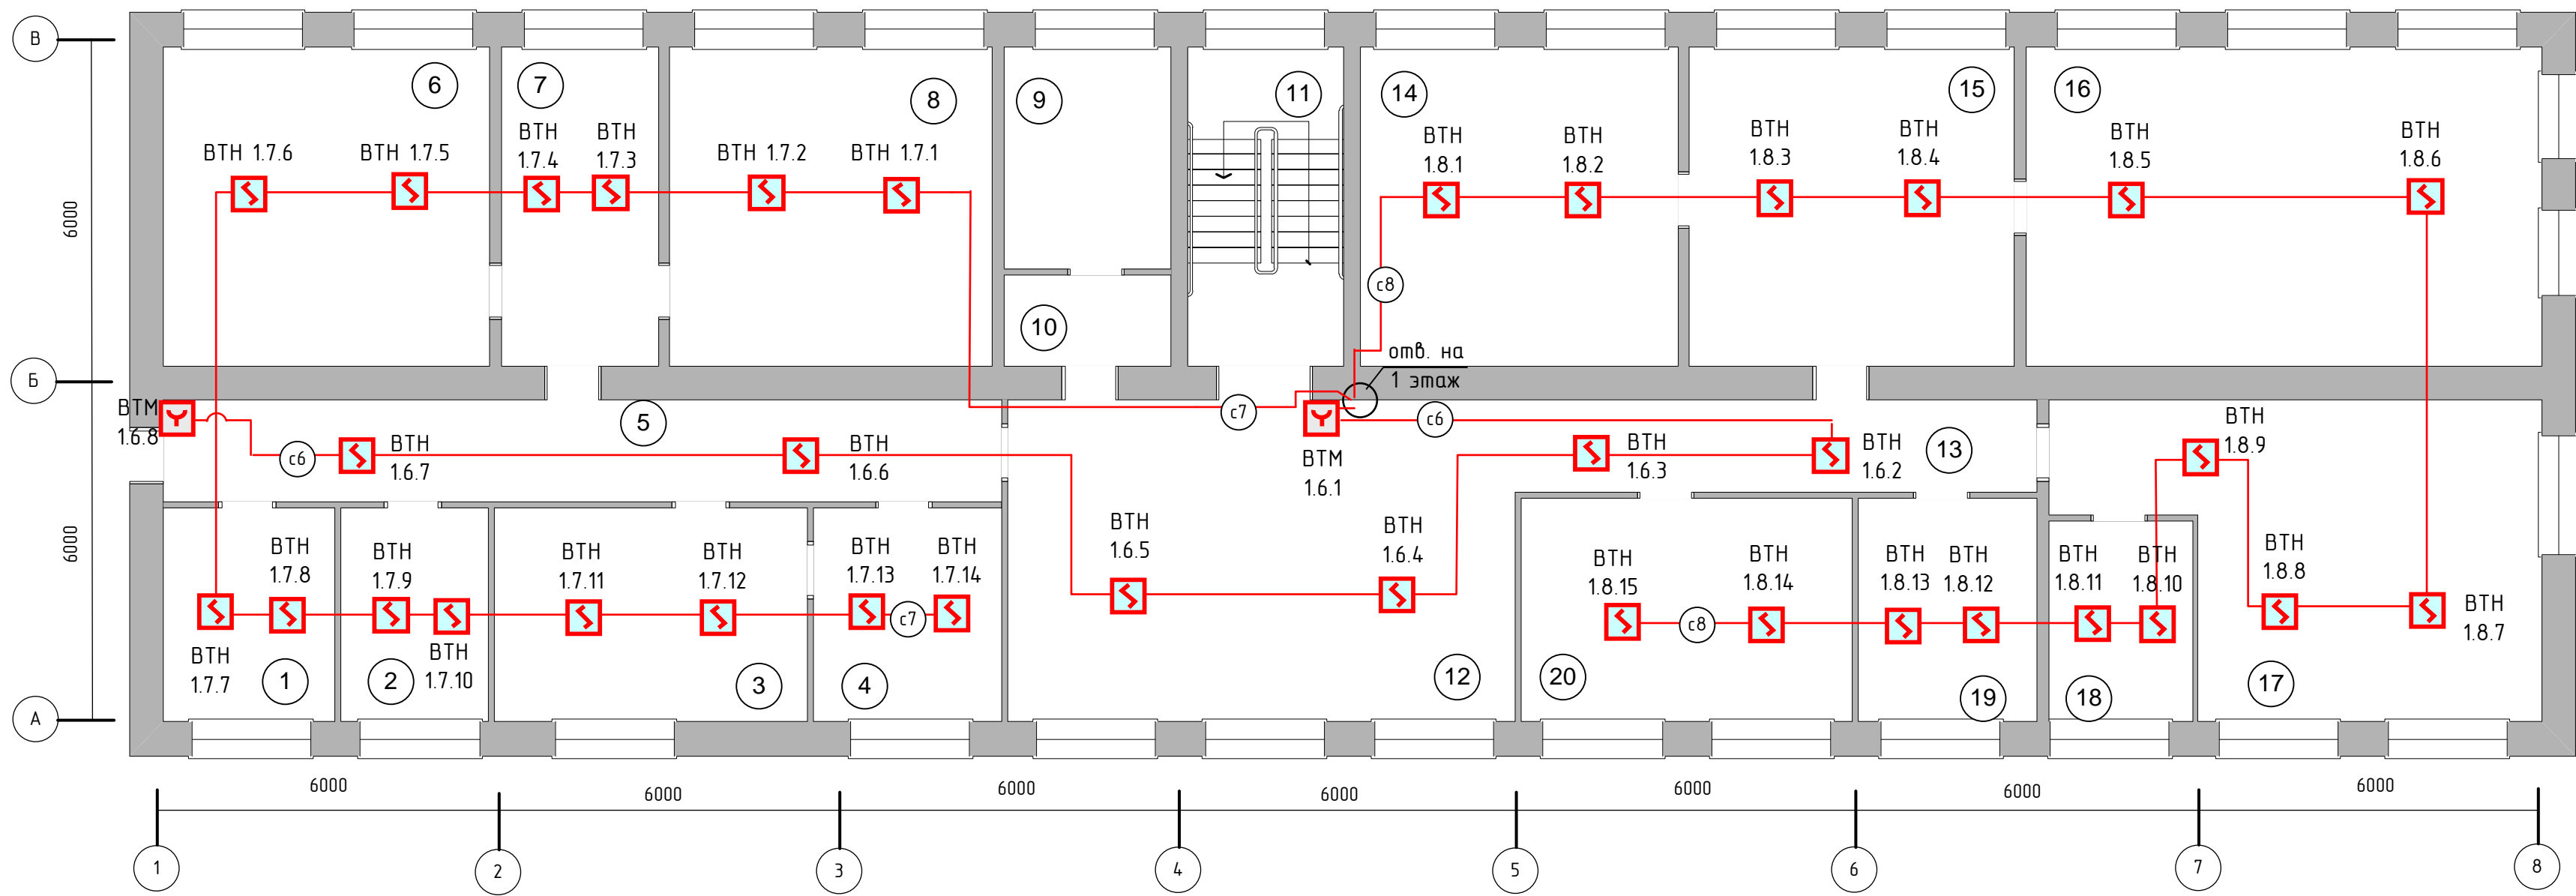 В
6
7
8
9
11
14
15
16
ВТН
1.7.4
ВТН
1.7.3
ВТН 1.7.6
ВТН 1.7.5
ВТН 1.7.2
ВТН 1.7.1
ВТН
1.8.1
ВТН
1.8.2
ВТН
1.8.3
ВТН
1.8.4
ВТН
1.8.5
ВТН
1.8.6
6000
с8
10
отв. на
1 этаж
Б
ВТМ
1.6.8
5
с7
с6
с6
ВТН
1.6.7
ВТН
1.6.6
ВТМ
1.6.1
ВТН
1.6.3
ВТН
1.6.2
13
ВТН
1.8.9
6000
ВТН
1.7.8
ВТН
1.7.9
ВТН
1.7.11
ВТН
1.7.12
ВТН
1.7.13
ВТН
1.7.14
ВТН
1.6.5
ВТН
1.6.4
ВТН
1.8.15
ВТН
1.8.14
ВТН
1.8.13
ВТН
1.8.12
ВТН
1.8.11
ВТН
1.8.10
ВТН
1.8.8
ВТН
1.8.7
с7
с8
ВТН
1.7.7
ВТН
1.7.10
1
2
3
4
12
20
19
18
17
А
6000
6000
6000
6000
6000
6000
6000
1
2
3
4
5
6
7
8